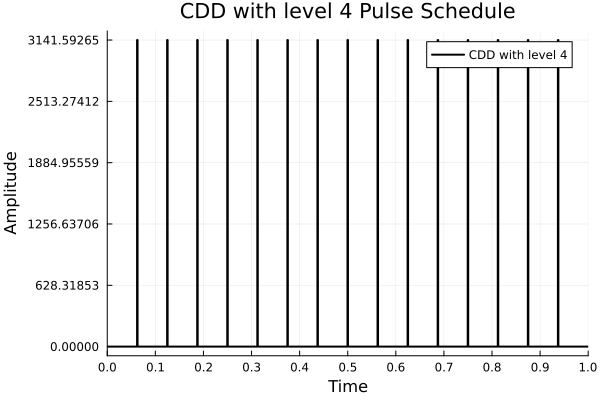 CDD with level 4 Pulse Schedule
3141.59265
CDD with level 4
2513.27412
1884.95559
1256.63706
628.31853
0.00000
Amplitude
0.0 0.1 0.2 0.3 0.4 0.5 0.6 0.7 0.8 0.9 1.0
Time